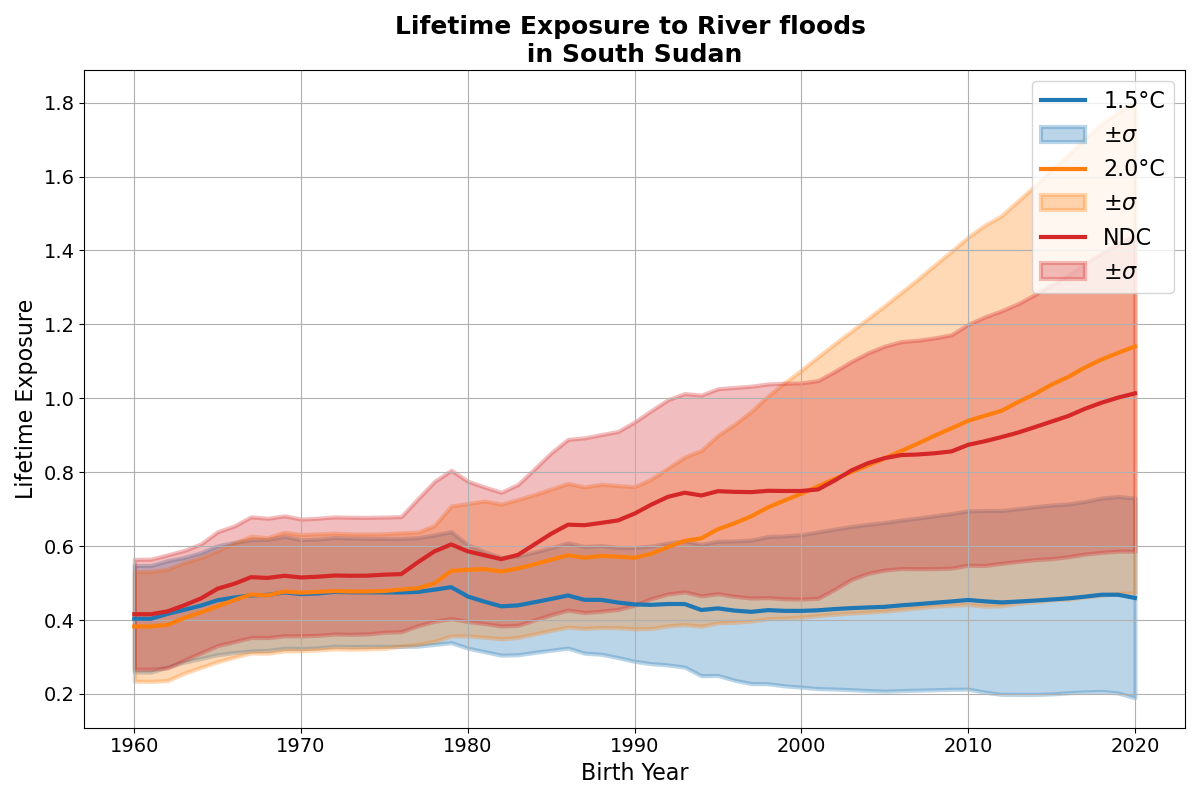 Lifetime Exposure to River floods
in South Sudan
1.5°C
±σ
2.0°C
±σ
NDC
±σ
Lifetime Exposure
1.8
1.6
1.4
1.2
1.0
0.8
0.6
0.4
0.2
1960 1970 1980 1990 2000 2010 2020
Birth Year